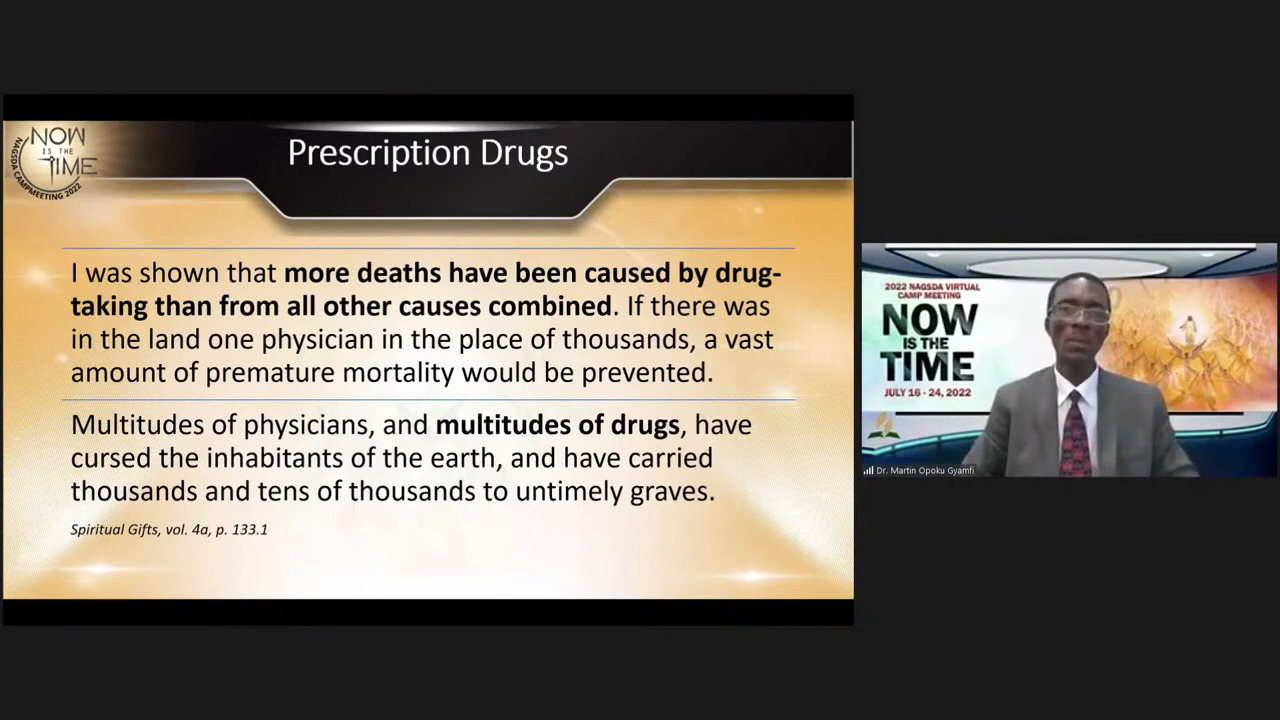 NOW
IS THE
TIME
NAGSDA CAMPMEETING 2022
Prescription Drugs
I was shown that more deaths have been caused by drug-
taking than from all other causes combined. If there was
in the land one physician in the place of thousands, a vast
amount of premature mortality would be prevented.
Multitudes of physicians, and multitudes of drugs, have
cursed the inhabitants of the earth, and have carried
thousands and tens of thousands to untimely graves.
Spiritual Gifts, vol. 4a, p. 133.1
2022 NAGSDA VIRTUAL
CAMP MEETING
NOW
IS THE
TIME
JULY 16 - 24, 2022
Dr. Martin Opoku Gyamfi